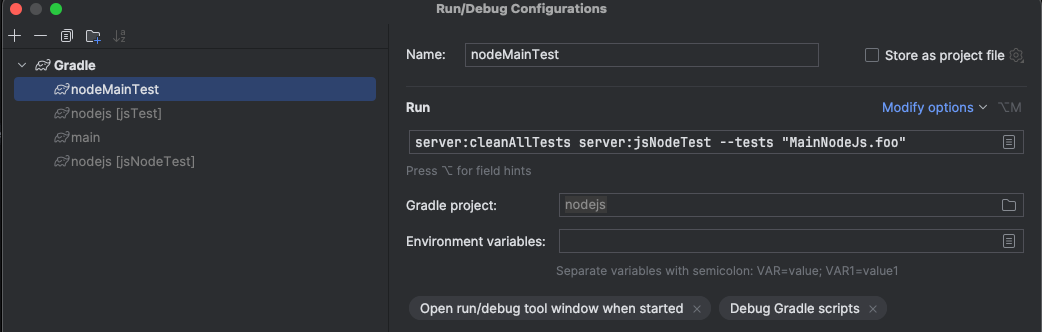 Run/Debug Configurations
Gradle
nodeMainTest
nodejs [jsTest]
main
nodejs [jsNodeTest]
Name: nodeMainTest
Store as project file
Run
Modify options ⌥M
server:cleanAllTests server:jsNodeTest --tests "MainNodeJs.foo"
Press ⌥ for field hints
Gradle project: nodejs
Environment variables:
Separate variables with semicolon: VAR=value; VAR1=value1
Open run/debug tool window when started × Debug Gradle scripts ×